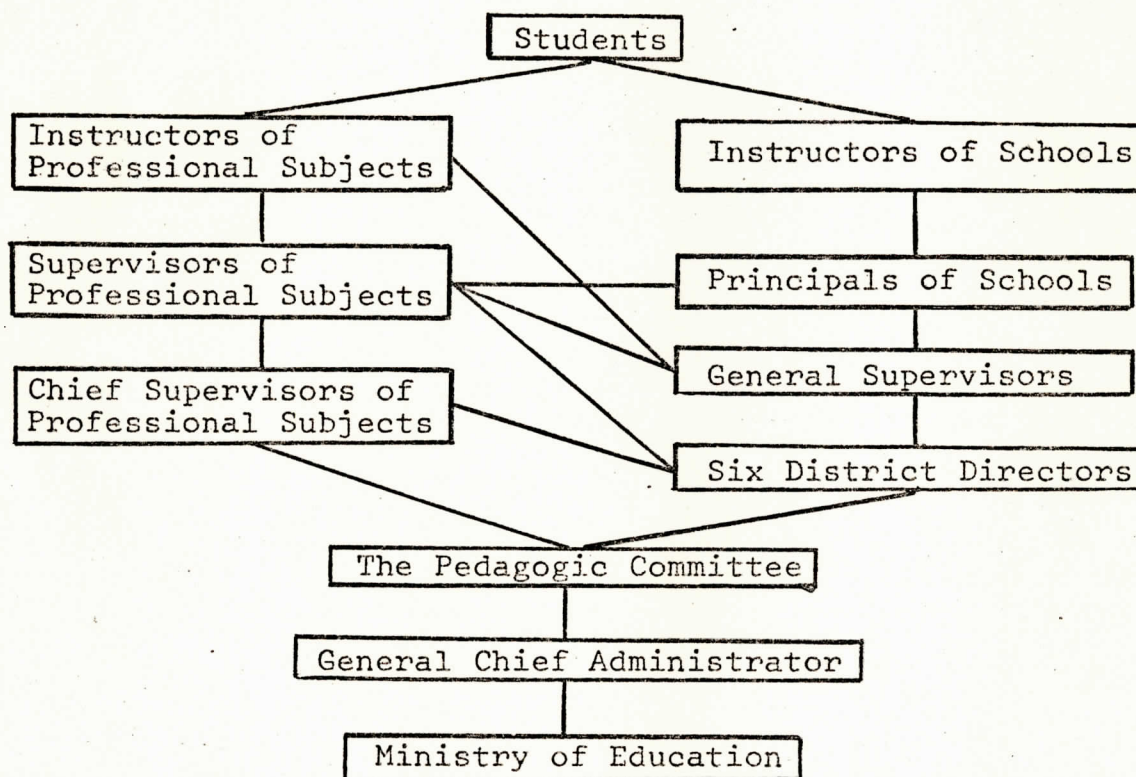 Students
Instructors of
Professional Subjects
Instructors of Schools
Supervisors of
Professional Subjects
Principals of Schools
General Supervisors
Chief Supervisors of
Professional Subjects
Six District Directors
The Pedagogic Committee
General Chief Administrator
Ministry of Education